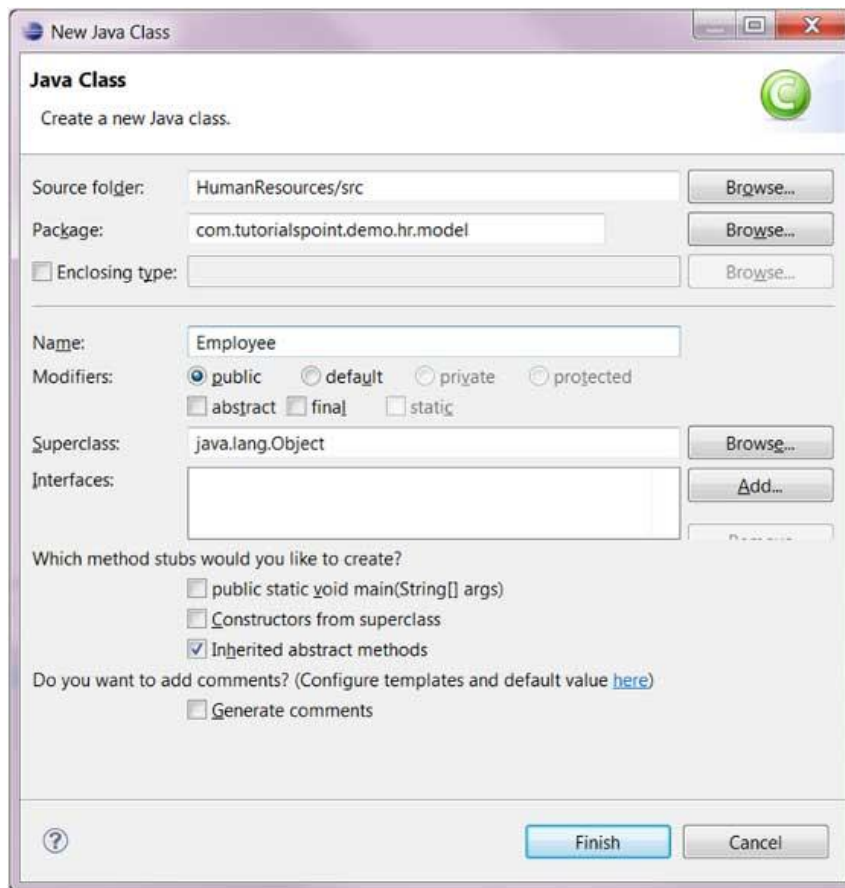 New Java Class
Java Class
Create a new Java class.
Source folder: HumanResources/src Browse...
Package: com.tutorialspoint.demo.hr.model Browse...
Enclosing type: Browse...
Name: Employee
Modifiers: public default private protected
abstract final static
Superclass: java.lang.Object Browse...
Interfaces: Add...
Which method stubs would you like to create?
public static void main(String[] args)
Constructors from superclass
Inherited abstract methods
Do you want to add comments? (Configure templates and default value here)
Generate comments
Finish Cancel